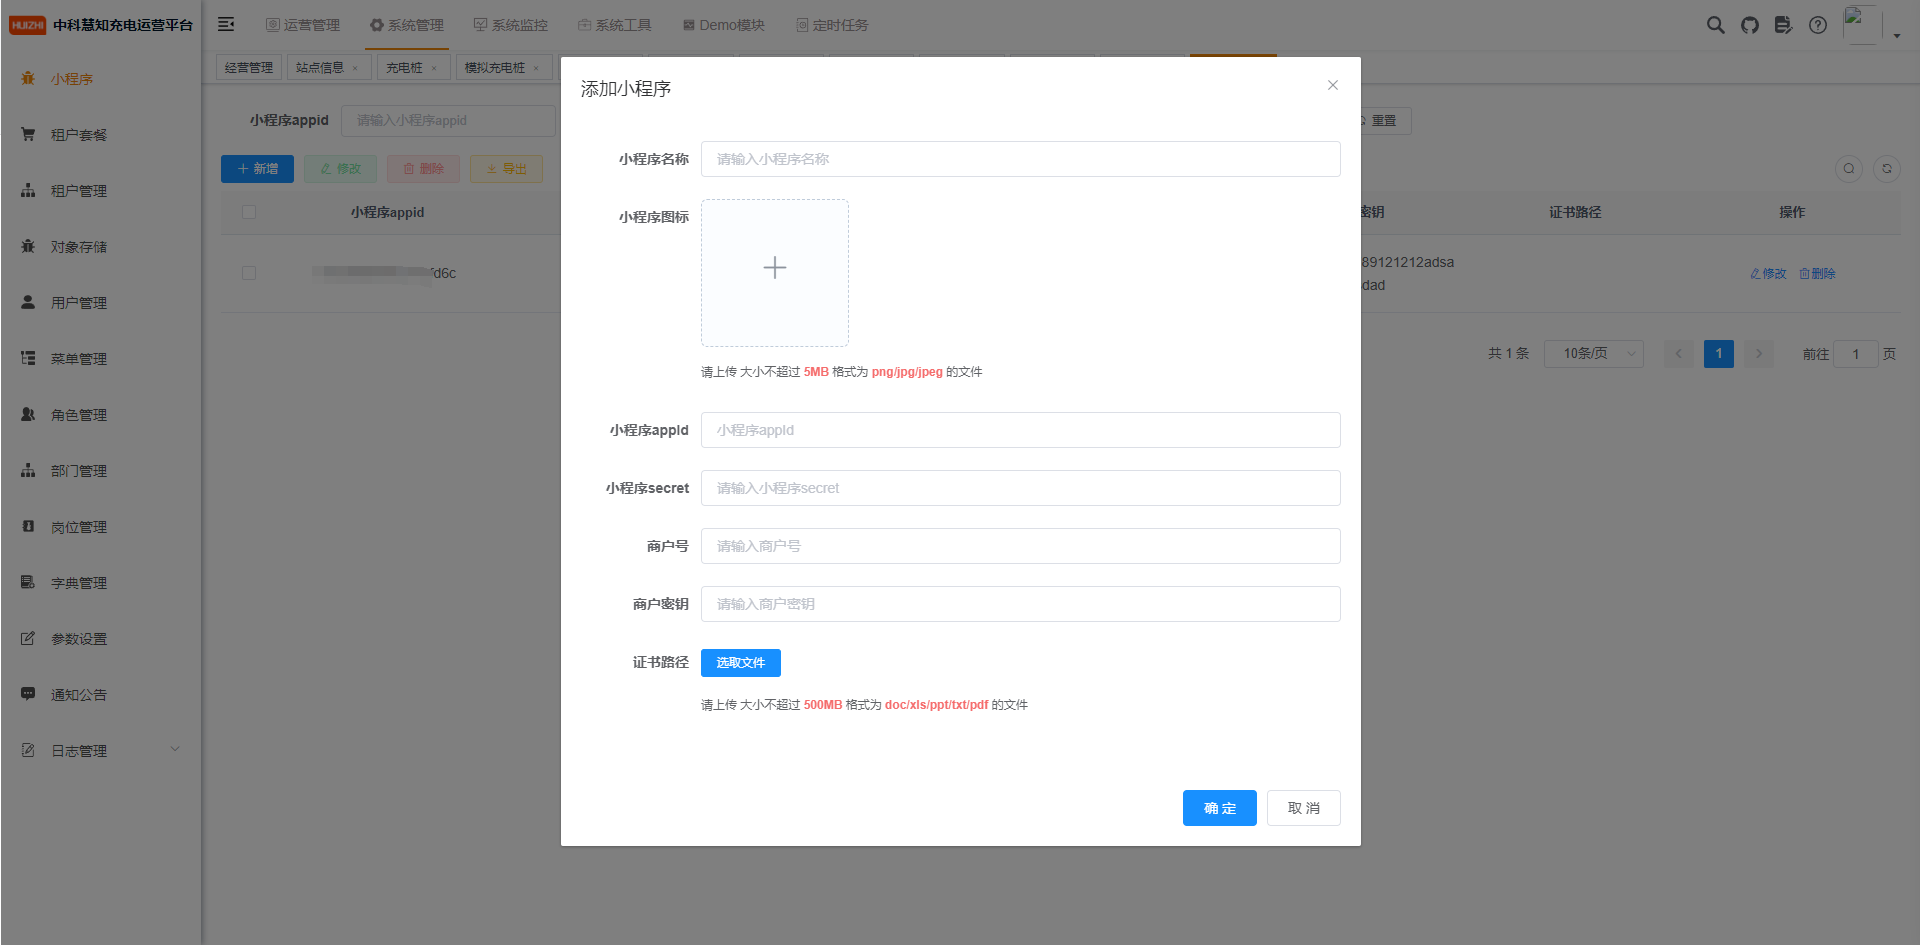 HUIZHI 中科慧知充电运营平台
运营管理 系统管理 系统监控 系统工具 Demo模块 定时任务
经营管理 站点信息 × 充电桩 × 模拟充电桩 ×
小程序
租户套餐
租户管理
对象存储
用户管理
菜单管理
角色管理
部门管理
岗位管理
字典管理
参数设置
通知公告
日志管理
小程序appid 请输入小程序appid 重置
+ 新增 修改 删除 导出
小程序appid 密钥 证书路径 操作
fd6c 89121212adsa
dad
修改 删除
共 1 条 10条/页 < 1 > 前往 1 页
添加小程序
小程序名称 请输入小程序名称
小程序图标
请上传 大小不超过 5MB 格式为 png/jpg/jpeg 的文件
小程序appId 小程序appId
小程序secret 请输入小程序secret
商户号 请输入商户号
商户密钥 请输入商户密钥
证书路径 选取文件
请上传 大小不超过 500MB 格式为 doc/xls/ppt/txt/pdf 的文件
确 定 取 消